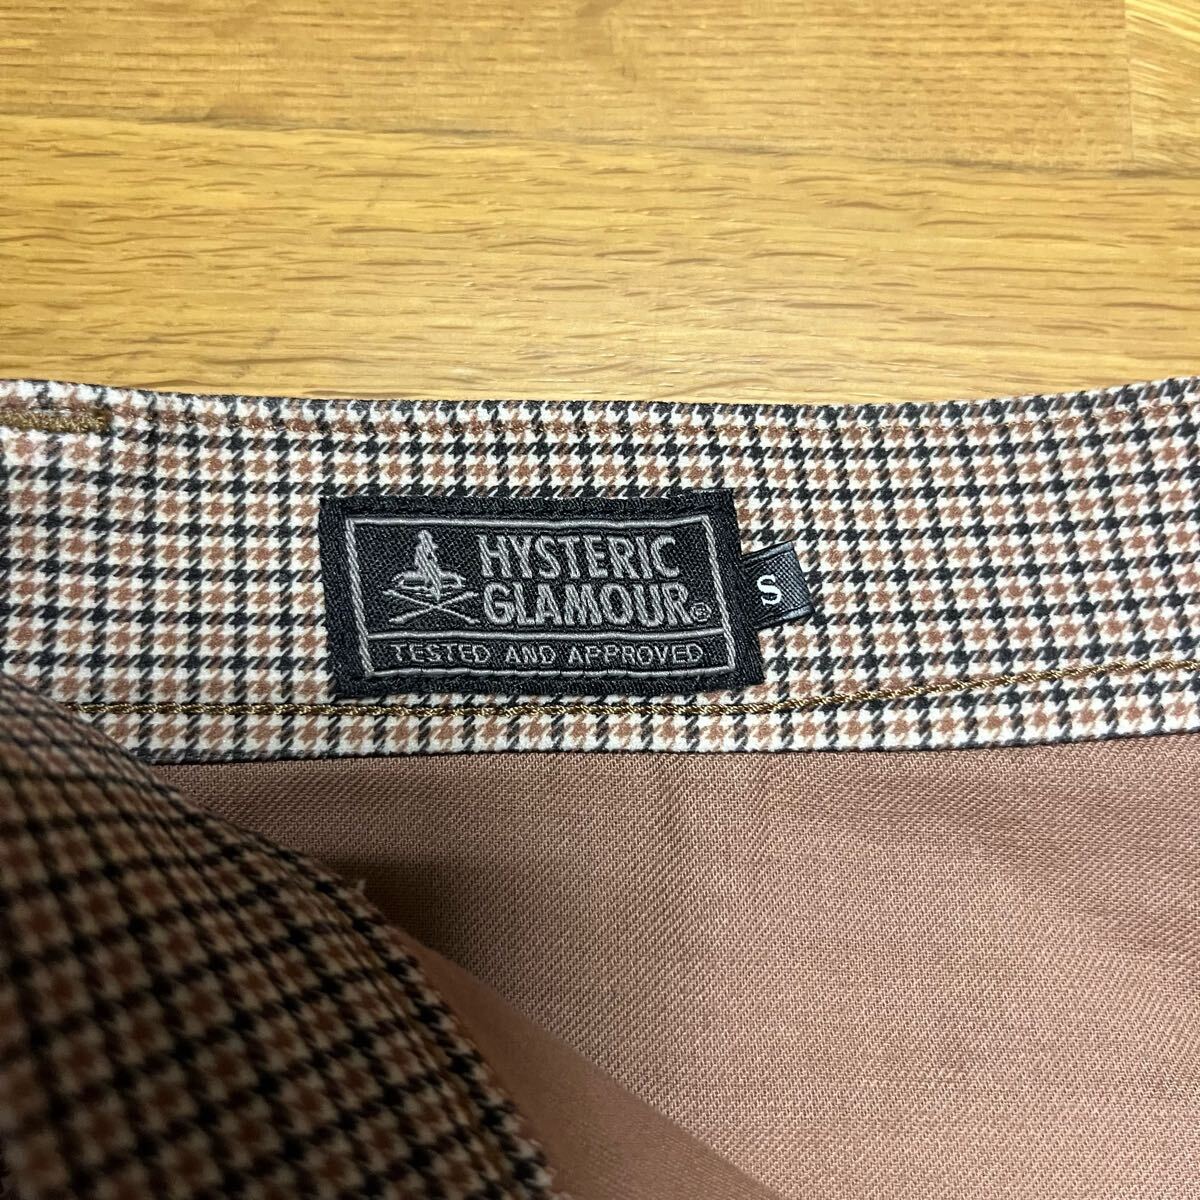 HYSTERIC
GLAMOUR®
TESTED AND APPROVED
S